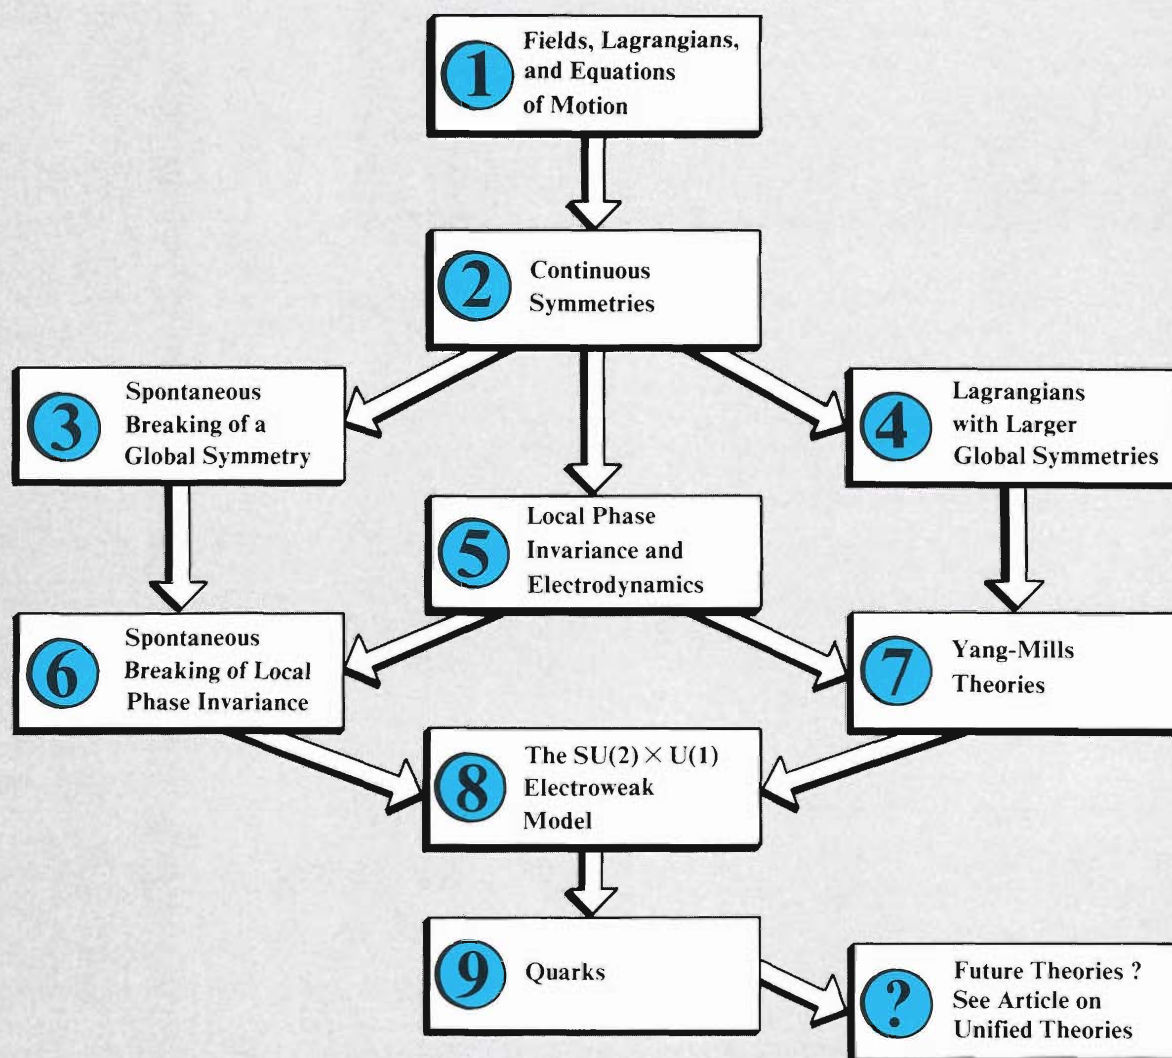 1
Fields, Lagrangians,
and Equations
of Motion
2
Continuous
Symmetries
3
Spontaneous
Breaking of a
Global Symmetry
4
Lagrangians
with Larger
Global Symmetries
5
Local Phase
Invariance and
Electrodynamics
6
Spontaneous
Breaking of Local
Phase Invariance
7
Yang-Mills
Theories
8
The SU(2) × U(1)
Electroweak
Model
9
Quarks
?
Future Theories ?
See Article on
Unified Theories